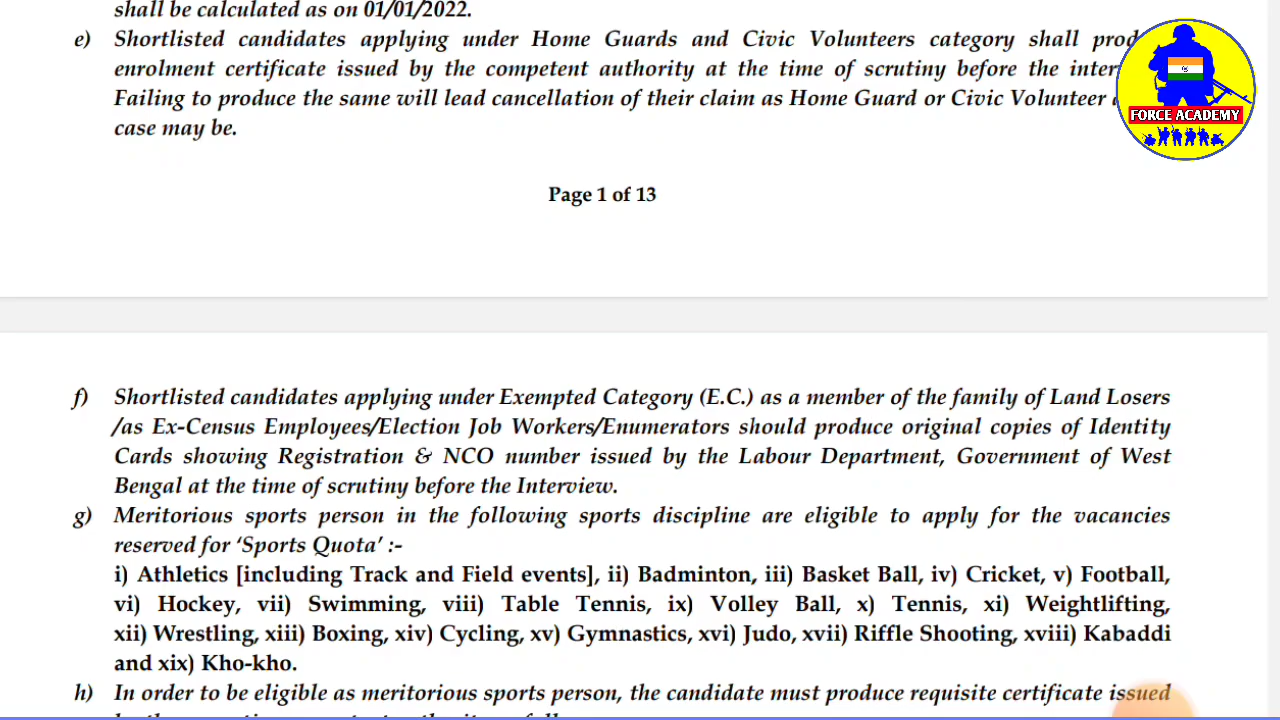 shall be calculated as on 01/01/2022.
e) Shortlisted candidates applying under Home Guards and Civic Volunteers category shall
enrolment certificate issued by the competent authority at the time of scrutiny before the
Failing to produce the same will lead cancellation of their claim as Home Guard or Civic Volunteer
case may be.
FORCE ACADEMY
Page 1 of 13
f) Shortlisted candidates applying under Exempted Category (E.C.) as a member of the family of Land Losers
/as Ex-Census Employees/Election Job Workers/Enumerators should produce original copies of Identity
Cards showing Registration & NCO number issued by the Labour Department, Government of West
Bengal at the time of scrutiny before the Interview.
g) Meritorious sports person in the following sports discipline are eligible to apply for the vacancies
reserved for ‘Sports Quota’ :-
i) Athletics [including Track and Field events], ii) Badminton, iii) Basket Ball, iv) Cricket, v) Football,
vi) Hockey, vii) Swimming, viii) Table Tennis, ix) Volley Ball, x) Tennis, xi) Weightlifting,
xii) Wrestling, xiii) Boxing, xiv) Cycling, xv) Gymnastics, xvi) Judo, xvii) Riffle Shooting, xviii) Kabaddi
and xix) Kho-kho.
h) In order to be eligible as meritorious sports person, the candidate must produce requisite certificate issued